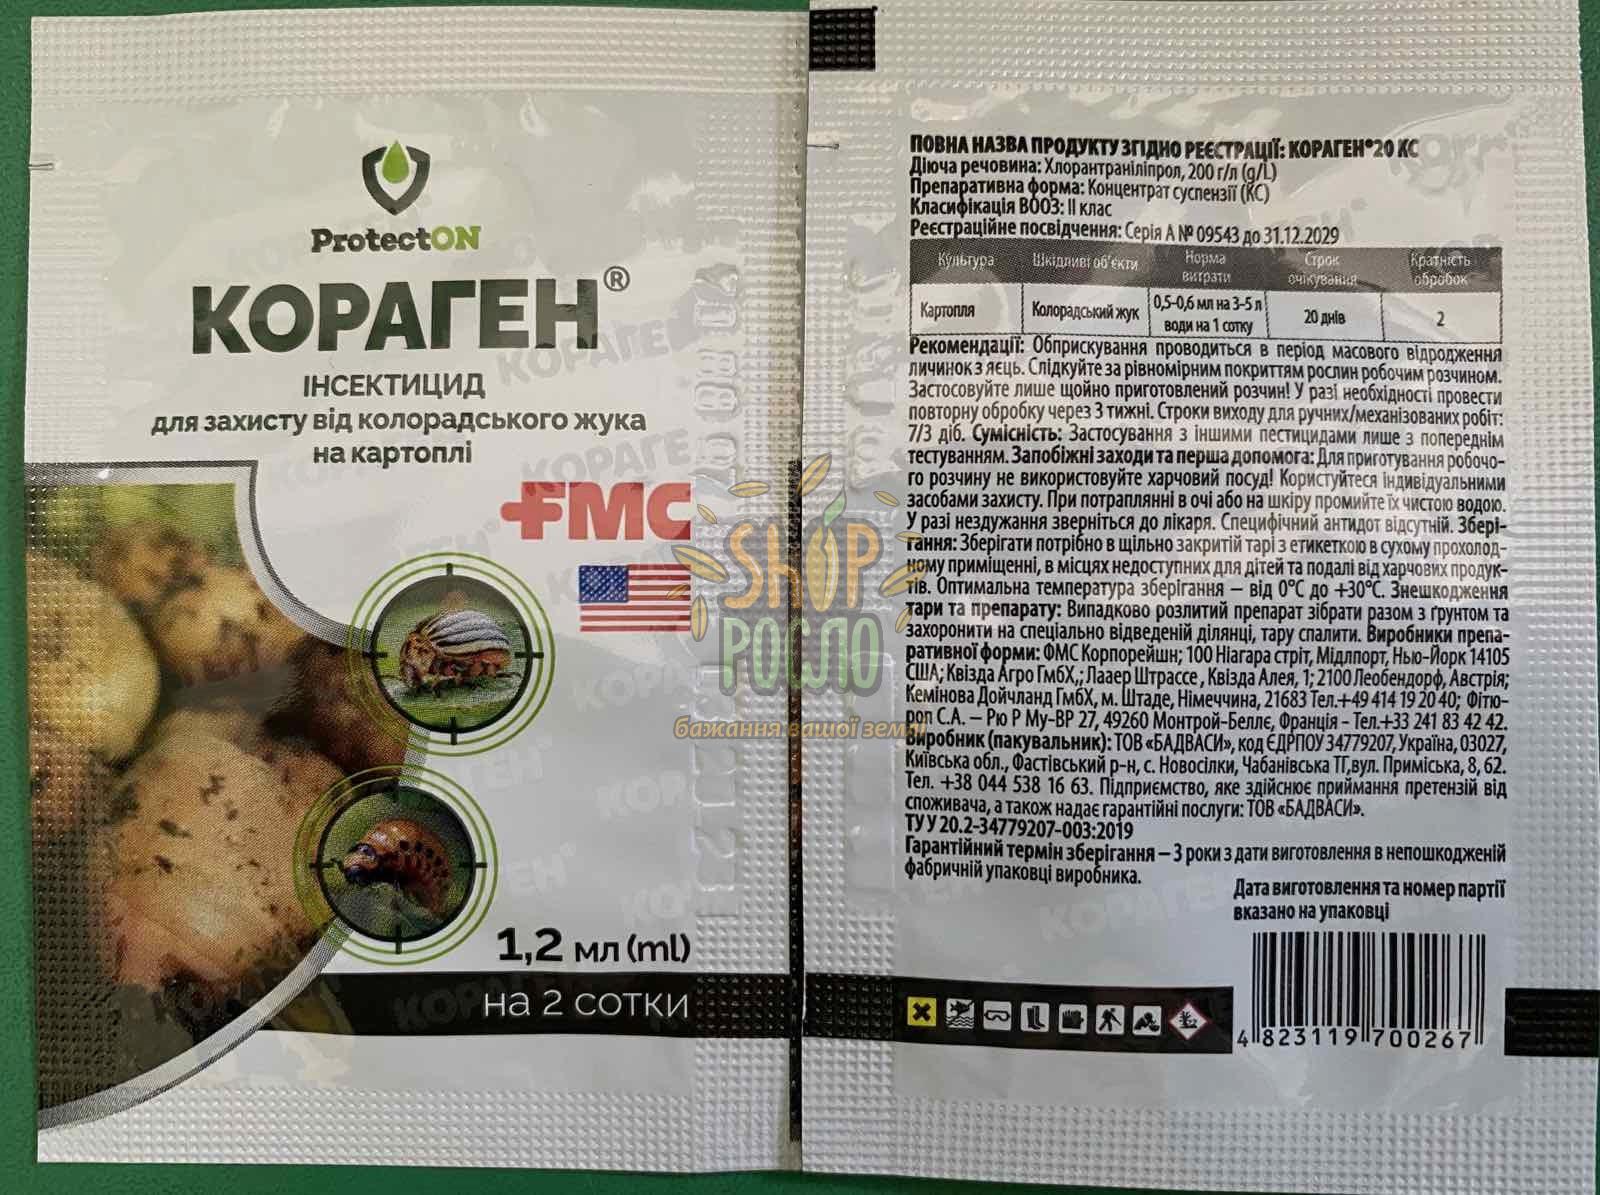 ProtectON
КОРАГЕН®
ІНСЕКТИЦИД
для захисту від колорадського жука
на картоплі
FMC
1,2 мл (ml)
на 2 сотки
SHOP
РОСЛО
бажання вашої землі
ПОВНА НАЗВА ПРОДУКТУ ЗГІДНО РЕЄСТРАЦІЇ: КОРАГЕН®20 КС
Діюча речовина: Хлорантраніліпрол, 200 г/л (g/L)
Препаративна форма: Концентрат суспензії (КС)
Класифікація ВООЗ: II клас
Реєстраційне посвідчення: Серія А № 09543 до 31.12.2029
Культура Шкідливі об'єкти Норма витрати Строк очікування Кратність обробок
Картопля Колорадський жук 0,5-0,6 мл на 3-5 л води на 1 сотку 20 днів 2
Рекомендації: Обприскування проводиться в період масового відродження
личинок з яєць. Слідкуйте за рівномірним покриттям рослин робочим розчином.
Застосовуйте лише щойно приготовлений розчин! У разі необхідності провести
повторну обробку через 3 тижні. Строки виходу для ручних/механізованих робіт:
7/3 діб. Сумісність: Застосування з іншими пестицидами лише з попереднім
тестуванням. Запобіжні заходи та перша допомога: Для приготування робочо-
го розчину не використовуйте харчовий посуд! Користуйтеся індивідуальними
засобами захисту. При потраплянні в очі або на шкіру промийте їх чистою водою.
У разі нездужання зверніться до лікаря. Специфічний антидот відсутній. Збері-
гання: Зберігати потрібно в щільно закритій тарі з етикеткою в сухому прохолод-
ному приміщенні, в місцях недоступних для дітей та подалі від харчових продук-
тів. Оптимальна температура зберігання – від 0°С до +30°С. Знешкодження
тари та препарату: Випадково розлитий препарат зібрати разом з ґрунтом та
захоронити на спеціально відведеній ділянці, тару спалити. Виробники препа-
ративної форми: ФМС Корпорейшн; 100 Ніагара стріт, Мідлпорт, Нью-Йорк 14105
США; Квізда Агро ГмбХ,; Лааер Штрассе, Квізда Алея, 1; 2100 Леобендорф, Австрія;
Кемінова Дойчланд ГмбХ, м. Штаде, Німеччина, 21683 Тел.+49 414 19 20 40; Фітю-
роп С.А. – Рю Р Му-ВР 27, 49260 Монтрой-Беллє, Франція - Тел.+33 241 83 42 42.
Виробник (пакувальник): ТОВ «БАДВАСИ», код ЄДРПОУ 34779207, Україна, 03027,
Київська обл., Фастівський р-н, с. Новосілки, Чабанівська ТГ,вул. Приміська, 8, 62.
Тел. +38 044 538 16 63. Підприємство, яке здійснює приймання претензій від
споживача, а також надає гарантійні послуги: ТОВ «БАДВАСИ».
ТУ У 20.2-34779207-003:2019
Гарантійний термін зберігання – 3 роки з дати виготовлення в непошкодженій
фабричній упаковці виробника.
Дата виготовлення та номер партії
вказано на упаковці
4 823119 700267